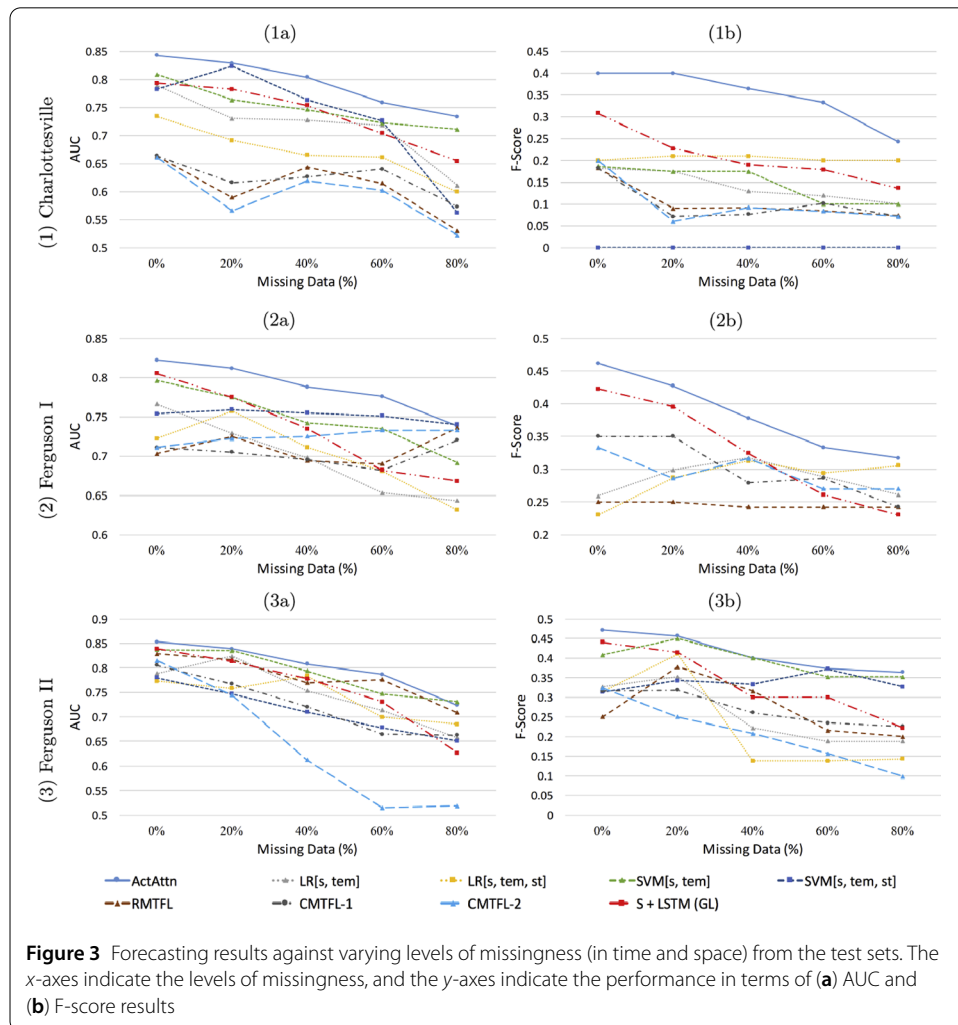 (1a)
(1) Charlottesville
AUC
0.85
0.8
0.75
0.7
0.65
0.6
0.55
0.5
0% 20% 40% 60% 80%
Missing Data (%)
(1b)
F-Score
0.45
0.4
0.35
0.3
0.25
0.2
0.15
0.1
0.05
0
0% 20% 40% 60% 80%
Missing Data (%)
(2a)
(2) Ferguson I
AUC
0.85
0.8
0.75
0.7
0.65
0.6
0% 20% 40% 60% 80%
Missing Data (%)
(2b)
F-Score
0.5
0.45
0.4
0.35
0.3
0.25
0.2
0% 20% 40% 60% 80%
Missing Data (%)
(3a)
(3) Ferguson II
AUC
0.9
0.85
0.8
0.75
0.7
0.65
0.6
0.55
0.5
0% 20% 40% 60% 80%
Missing Data (%)
(3b)
F-Score
0.5
0.45
0.4
0.35
0.3
0.25
0.2
0.15
0.1
0.05
0
0% 20% 40% 60% 80%
Missing Data (%)
ActAttn LR[s, tem] LR[s, tem, st] SVM[s, tem] SVM[s, tem, st]
RMTFL CMTFL-1 CMTFL-2 S + LSTM (GL)
Figure 3 Forecasting results against varying levels of missingness (in time and space) from the test sets. The
x-axes indicate the levels of missingness, and the y-axes indicate the performance in terms of (a) AUC and
(b) F-score results